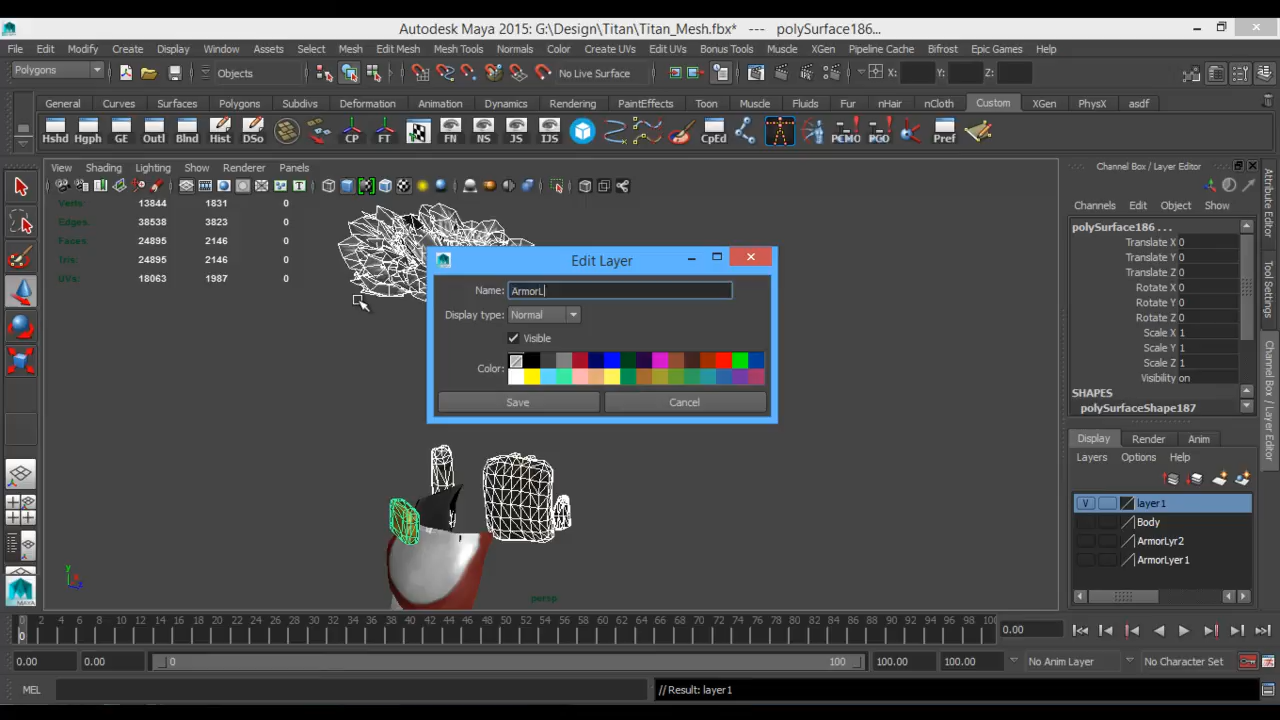 Autodesk Maya 2015: G:\Design\Titan\Titan_Mesh.fbx* --- polySurface186...
File Edit Modify Create Display Window Assets Select Mesh Edit Mesh Mesh Tools Normals Color Create UVs Edit UVs Bonus Tools Muscle XGen Pipeline Cache Bifrost Epic Games Help
Polygons Objects No Live Surface X: Y: Z:
General Curves Surfaces Polygons Subdivs Deformation Animation Dynamics Rendering PaintEffects Toon Muscle Fluids Fur nHair nCloth Custom XGen PhysX asdf
Hshd Hgph GE Outl Blnd Hist DSo CP FT FN NS JS IJS CpEd PEMO PGO Pref
View Shading Lighting Show Renderer Panels
Channel Box / Layer Editor
Verts: 13844 1831 0
Edges: 38538 3823 0
Faces: 24895 2146 0
Tris: 24895 2146 0
UVs: 18063 1987 0
Edit Layer
Name: ArmorL
Display type: Normal
Visible
Color:
Save Cancel
persp
y
Channels Edit Object Show
polySurface186 . . .
Translate X 0
Translate Y 0
Translate Z 0
Rotate X 0
Rotate Y 0
Rotate Z 0
Scale X 1
Scale Y 1
Scale Z 1
Visibility on
SHAPES
polySurfaceShape187
Display Render Anim
Layers Options Help
V layer1
Body
ArmorLyr2
ArmorLyer1
Attribute Editor
Tool Settings
Channel Box / Layer Editor
0 2 4 6 8 10 12 14 16 18 20 22 24 26 28 30 32 34 36 38 40 42 44 46 48 50 52 54 56 58 60 62 64 66 68 70 72 74 76 78 80 82 84 86 88 90 92 94 96 98 100
0
0.00
0.00 0.00 0 100 100.00 100.00 No Anim Layer No Character Set
MEL // Result: layer1
MAYA